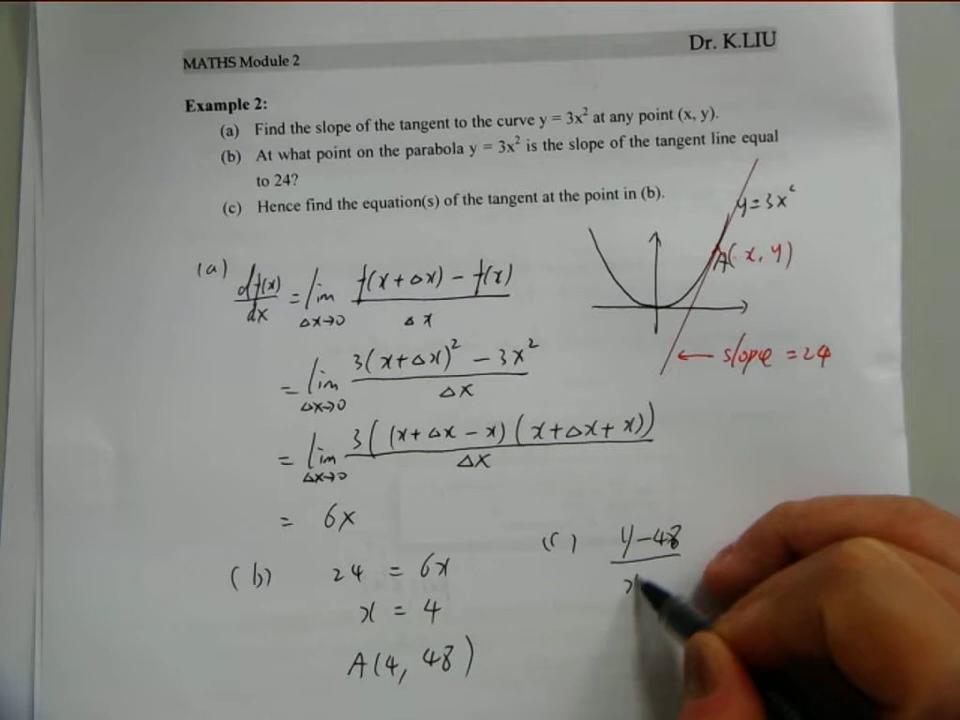 MATHS Module 2
Dr. K.LIU
Example 2:
(a) Find the slope of the tangent to the curve y = 3x² at any point (x, y).
(b) At what point on the parabola y = 3x² is the slope of the tangent line equal
to 24?
(c) Hence find the equation(s) of the tangent at the point in (b).
y=3x²
A(x, y)
← slope = 24
(a) df(x)/dx = lim Δx→0 f(x+Δx) − f(x) / Δx
= lim Δx→0 3(x+Δx)² − 3x² / Δx
= lim Δx→0 3((x+Δx − x)(x+Δx+x)) / Δx
= 6x
(b) 24 = 6x
x = 4
A(4, 48)
(c) y−48 / x